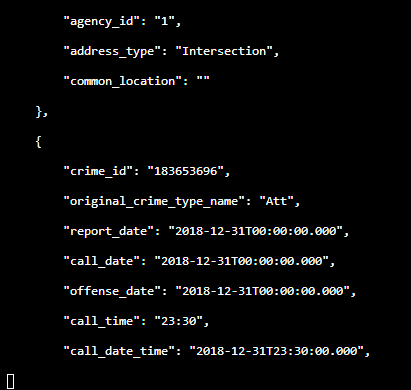 "agency_id": "1",
"address_type": "Intersection",
"common_location": ""
},
{
"crime_id": "183653696",
"original_crime_type_name": "Att",
"report_date": "2018-12-31T00:00:00.000",
"call_date": "2018-12-31T00:00:00.000",
"offense_date": "2018-12-31T00:00:00.000",
"call_time": "23:30",
"call_date_time": "2018-12-31T23:30:00.000",